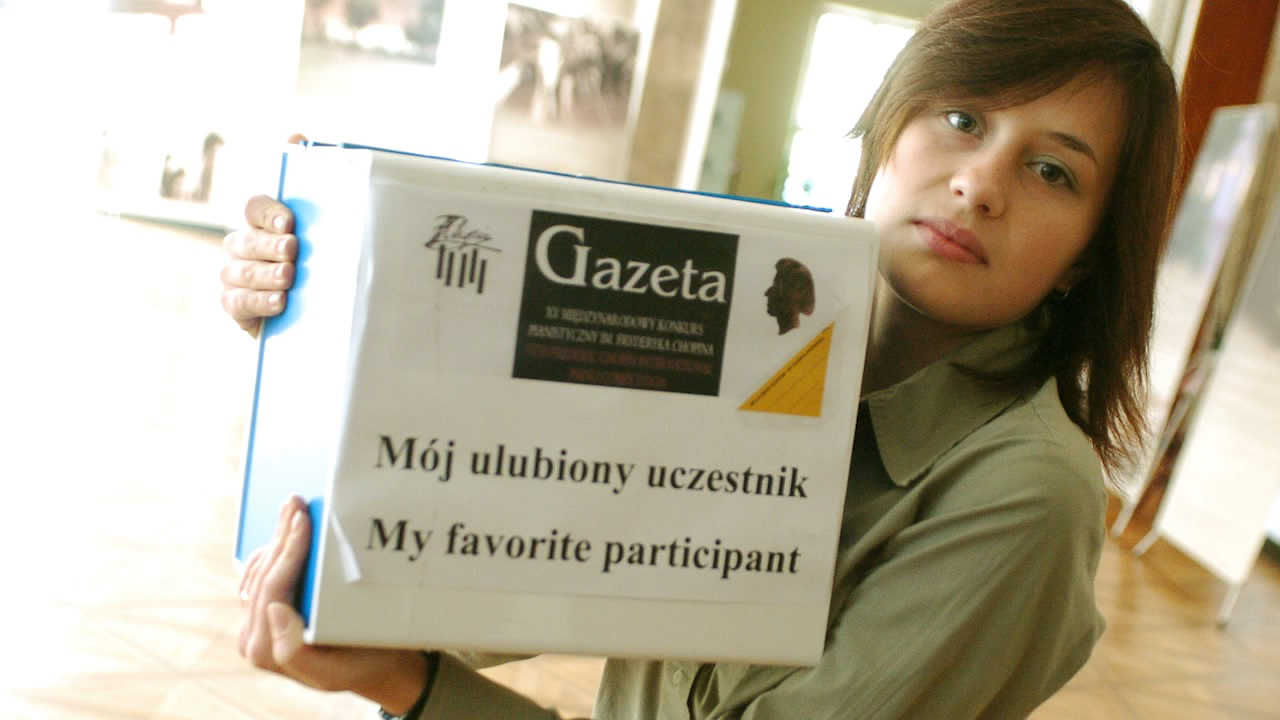 Gazeta
XV MIĘDZYNARODOWY KONKURS
PIANISTYCZNY IM. FRYDERYKA CHOPINA
Mój ulubiony uczestnik
My favorite participant